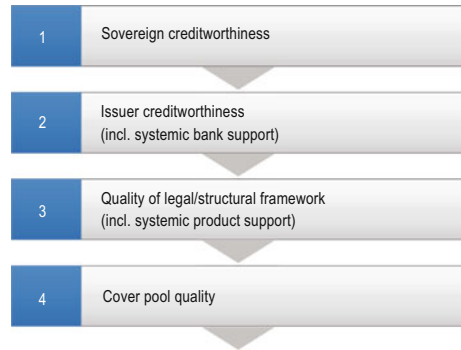 1
Sovereign creditworthiness
2
Issuer creditworthiness
(incl. systemic bank support)
3
Quality of legal/structural framework
(incl. systemic product support)
4
Cover pool quality